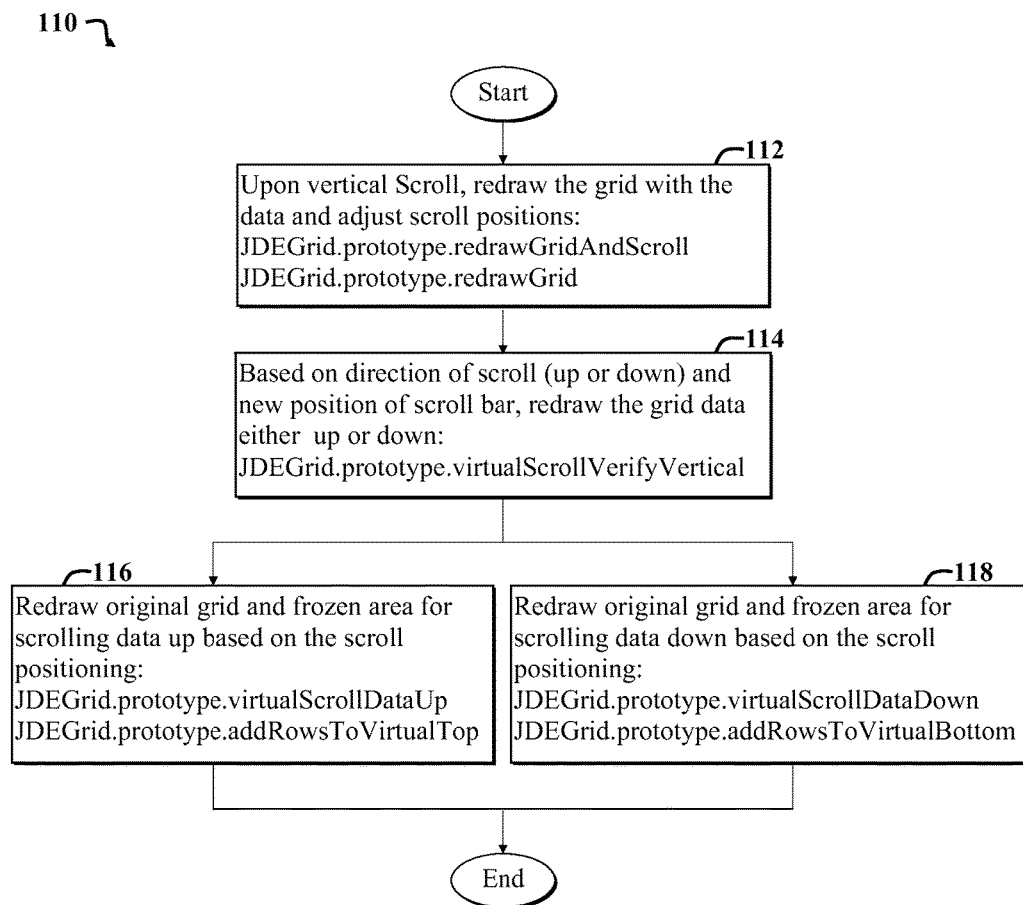 110
Start
112
Upon vertical Scroll, redraw the grid with the
data and adjust scroll positions:
JDEGrid.prototype.redrawGridAndScroll
JDEGrid.prototype.redrawGrid
114
Based on direction of scroll (up or down) and
new position of scroll bar, redraw the grid data
either up or down:
JDEGrid.prototype.virtualScrollVerifyVertical
116
Redraw original grid and frozen area for
scrolling data up based on the scroll
positioning:
JDEGrid.prototype.virtualScrollDataUp
JDEGrid.prototype.addRowsToVirtualTop
118
Redraw original grid and frozen area for
scrolling data down based on the scroll
positioning:
JDEGrid.prototype.virtualScrollDataDown
JDEGrid.prototype.addRowsToVirtualBottom
End